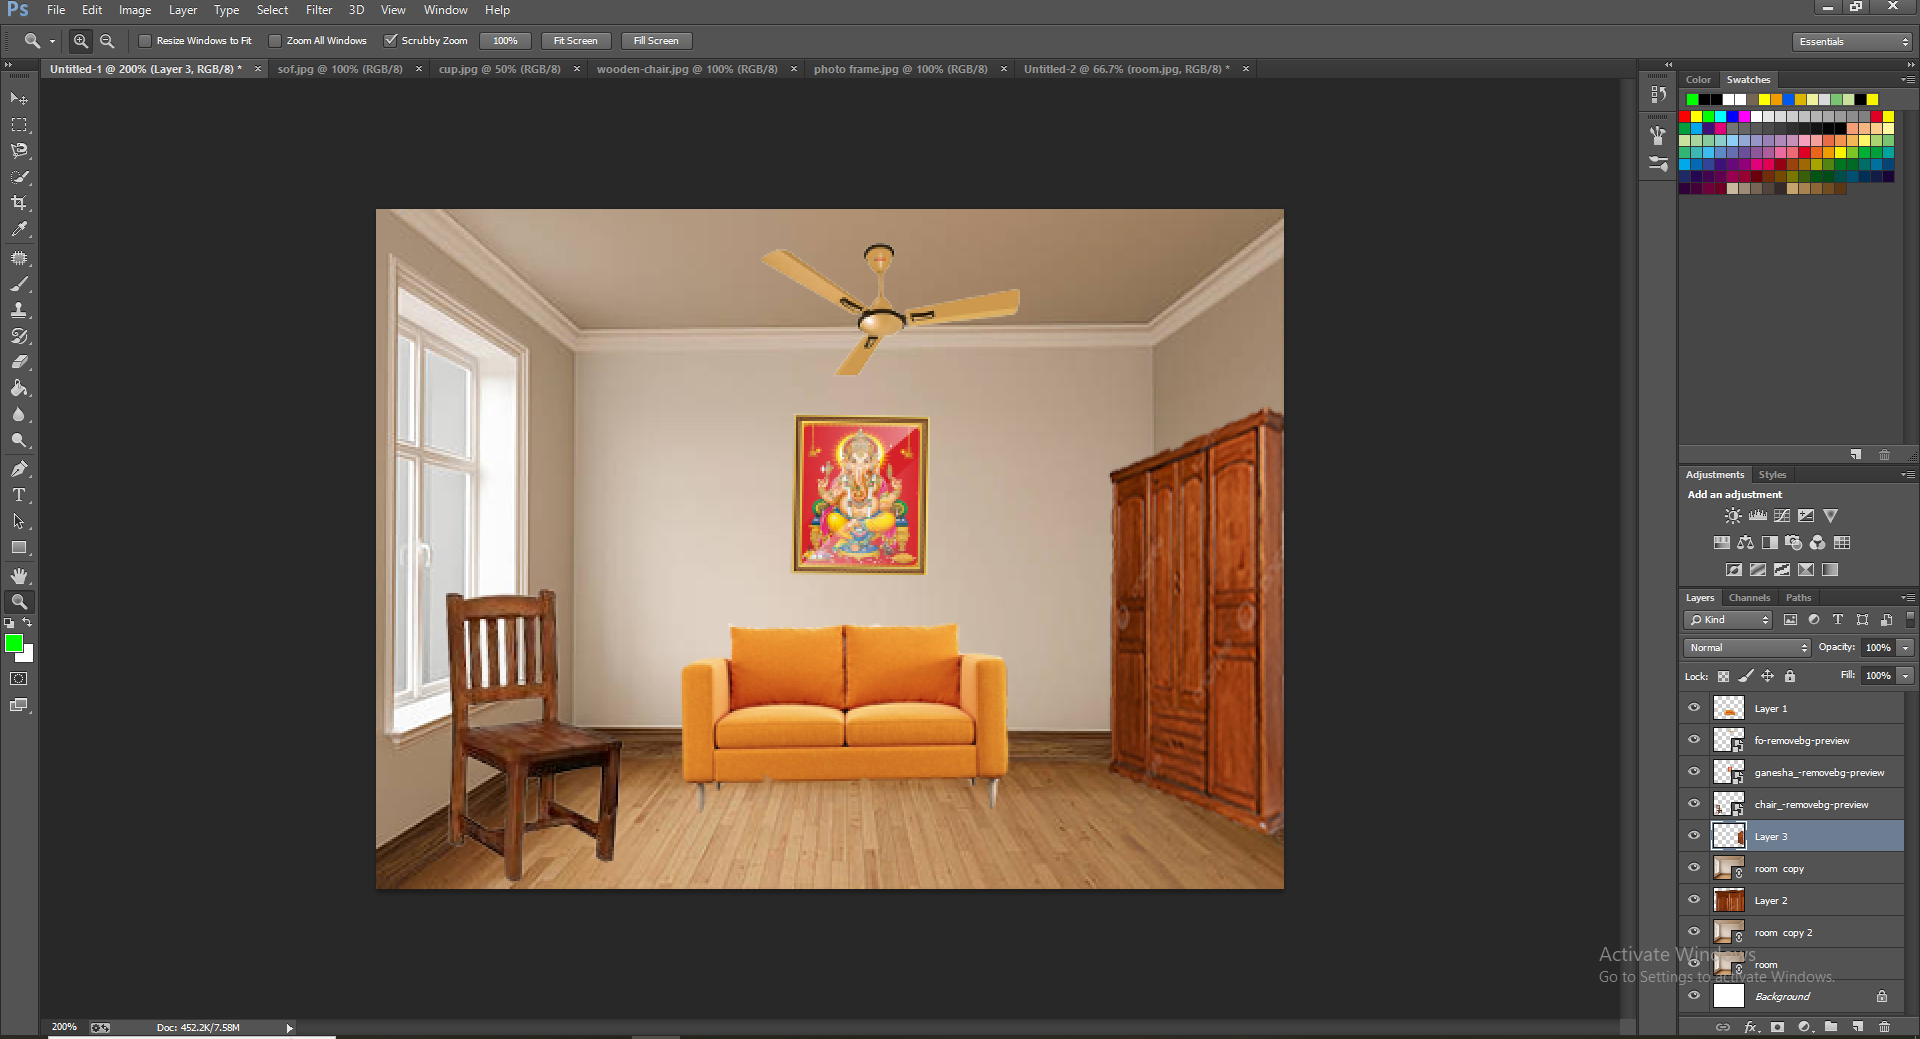 Ps File Edit Image Layer Type Select Filter 3D View Window Help
Resize Windows to Fit Zoom All Windows Scrubby Zoom 100% Fit Screen Fill Screen Essentials
Untitled-1 @ 200% (Layer 3, RGB/8) * × sof.jpg @ 100% (RGB/8) × cup.jpg @ 50% (RGB/8) × wooden-chair.jpg @ 100% (RGB/8) × photo frame.jpg @ 100% (RGB/8) × Untitled-2 @ 66.7% (room.jpg, RGB/8) * ×
Color Swatches
Adjustments Styles
Add an adjustment
Layers Channels Paths
Kind
Normal Opacity: 100%
Lock: Fill: 100%
Layer 1
fo-removebg-preview
ganesha_-removebg-preview
chair_-removebg-preview
Layer 3
room copy
Layer 2
room copy 2
room
Background
Activate Windows
Go to Settings to activate Windows.
200% Doc: 452.2K/7.58M